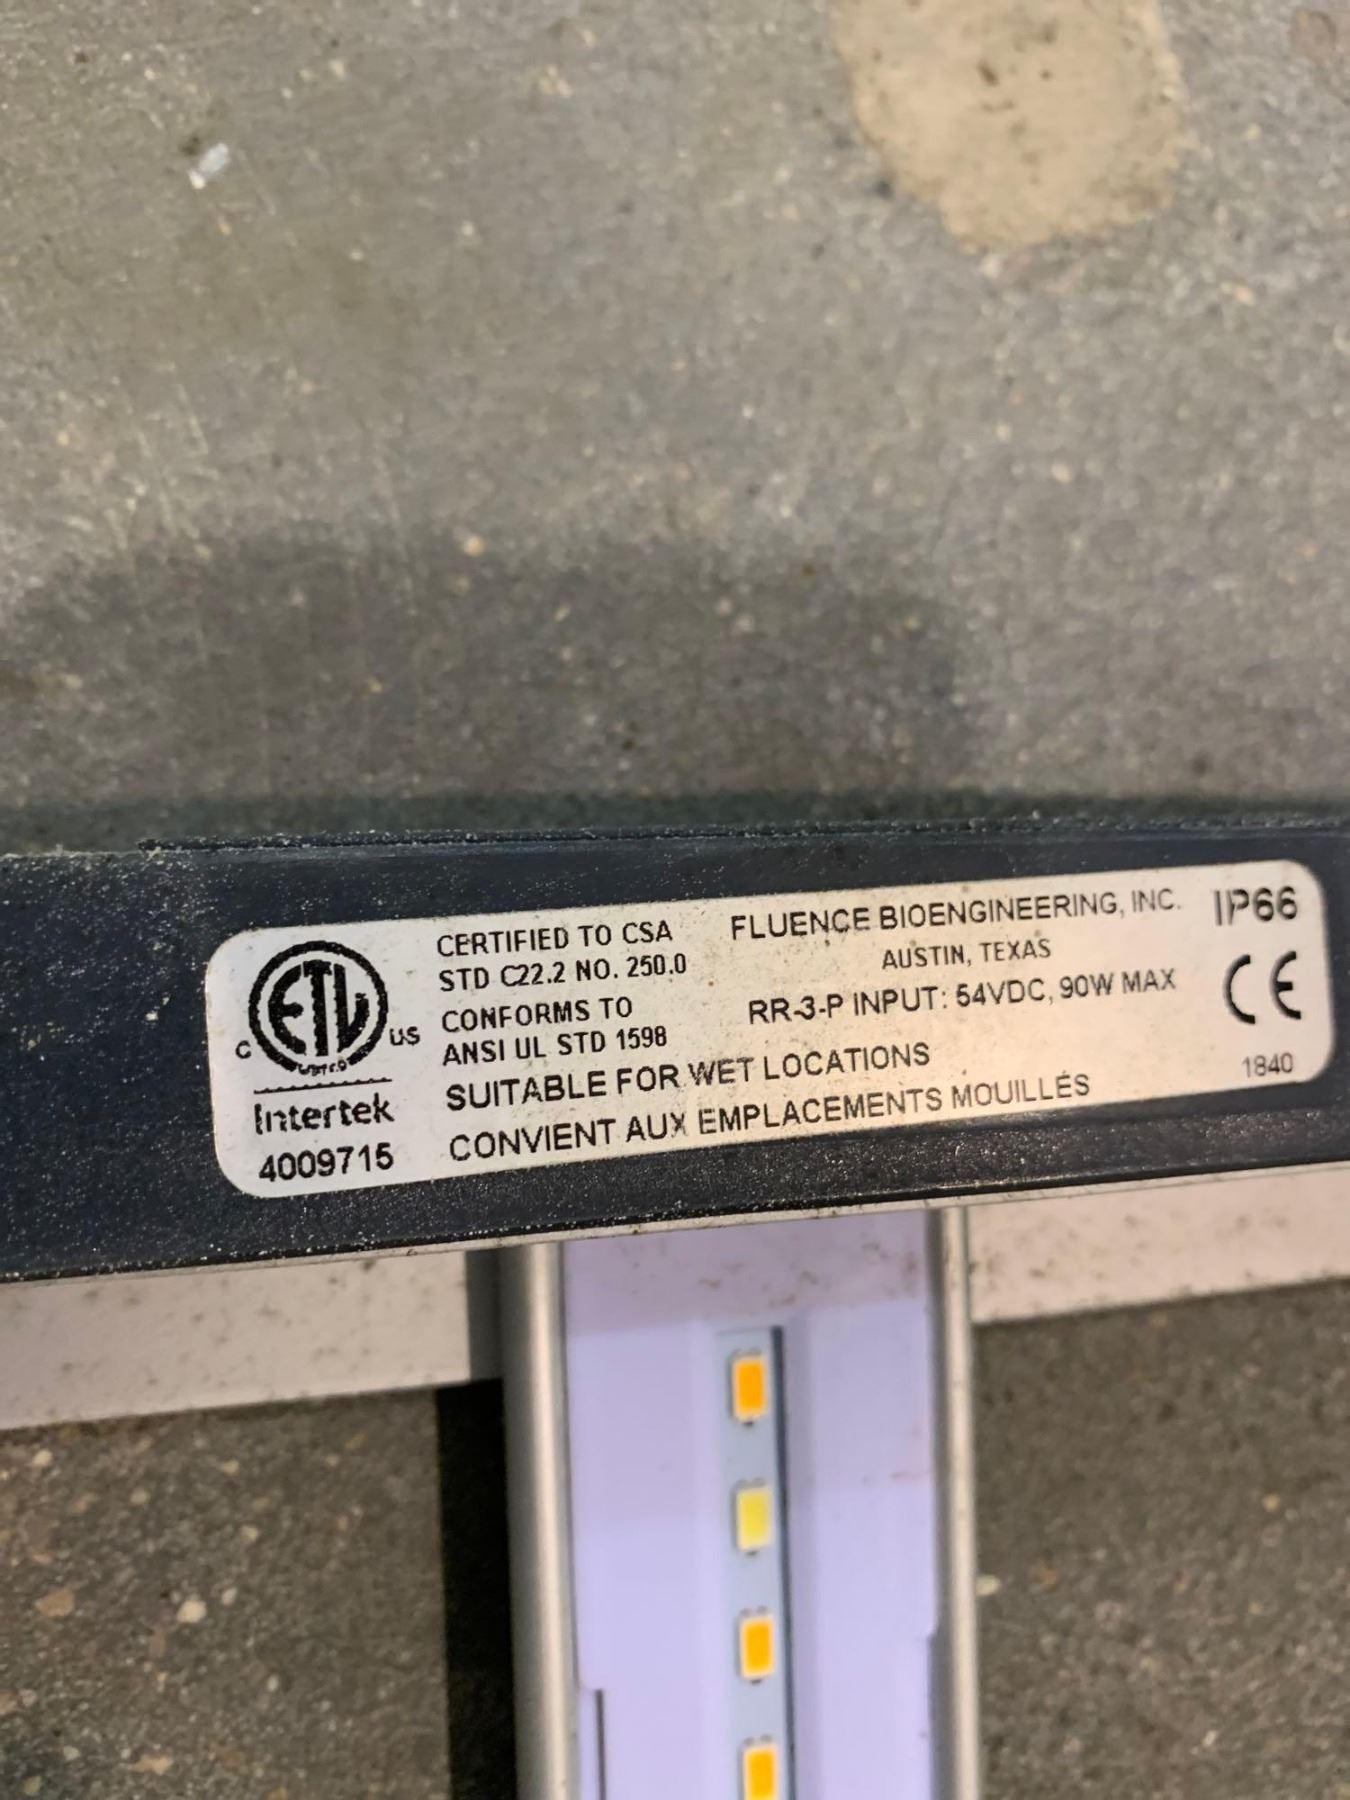 ETL
C US
Intertek
4009715
CERTIFIED TO CSA
STD C22.2 NO. 250.0
CONFORMS TO
ANSI UL STD 1598
SUITABLE FOR WET LOCATIONS
CONVIENT AUX EMPLACEMENTS MOUILLÉS
FLUENCE BIOENGINEERING, INC.
AUSTIN, TEXAS
RR-3-P INPUT: 54VDC, 90W MAX
IP66
CE
1840